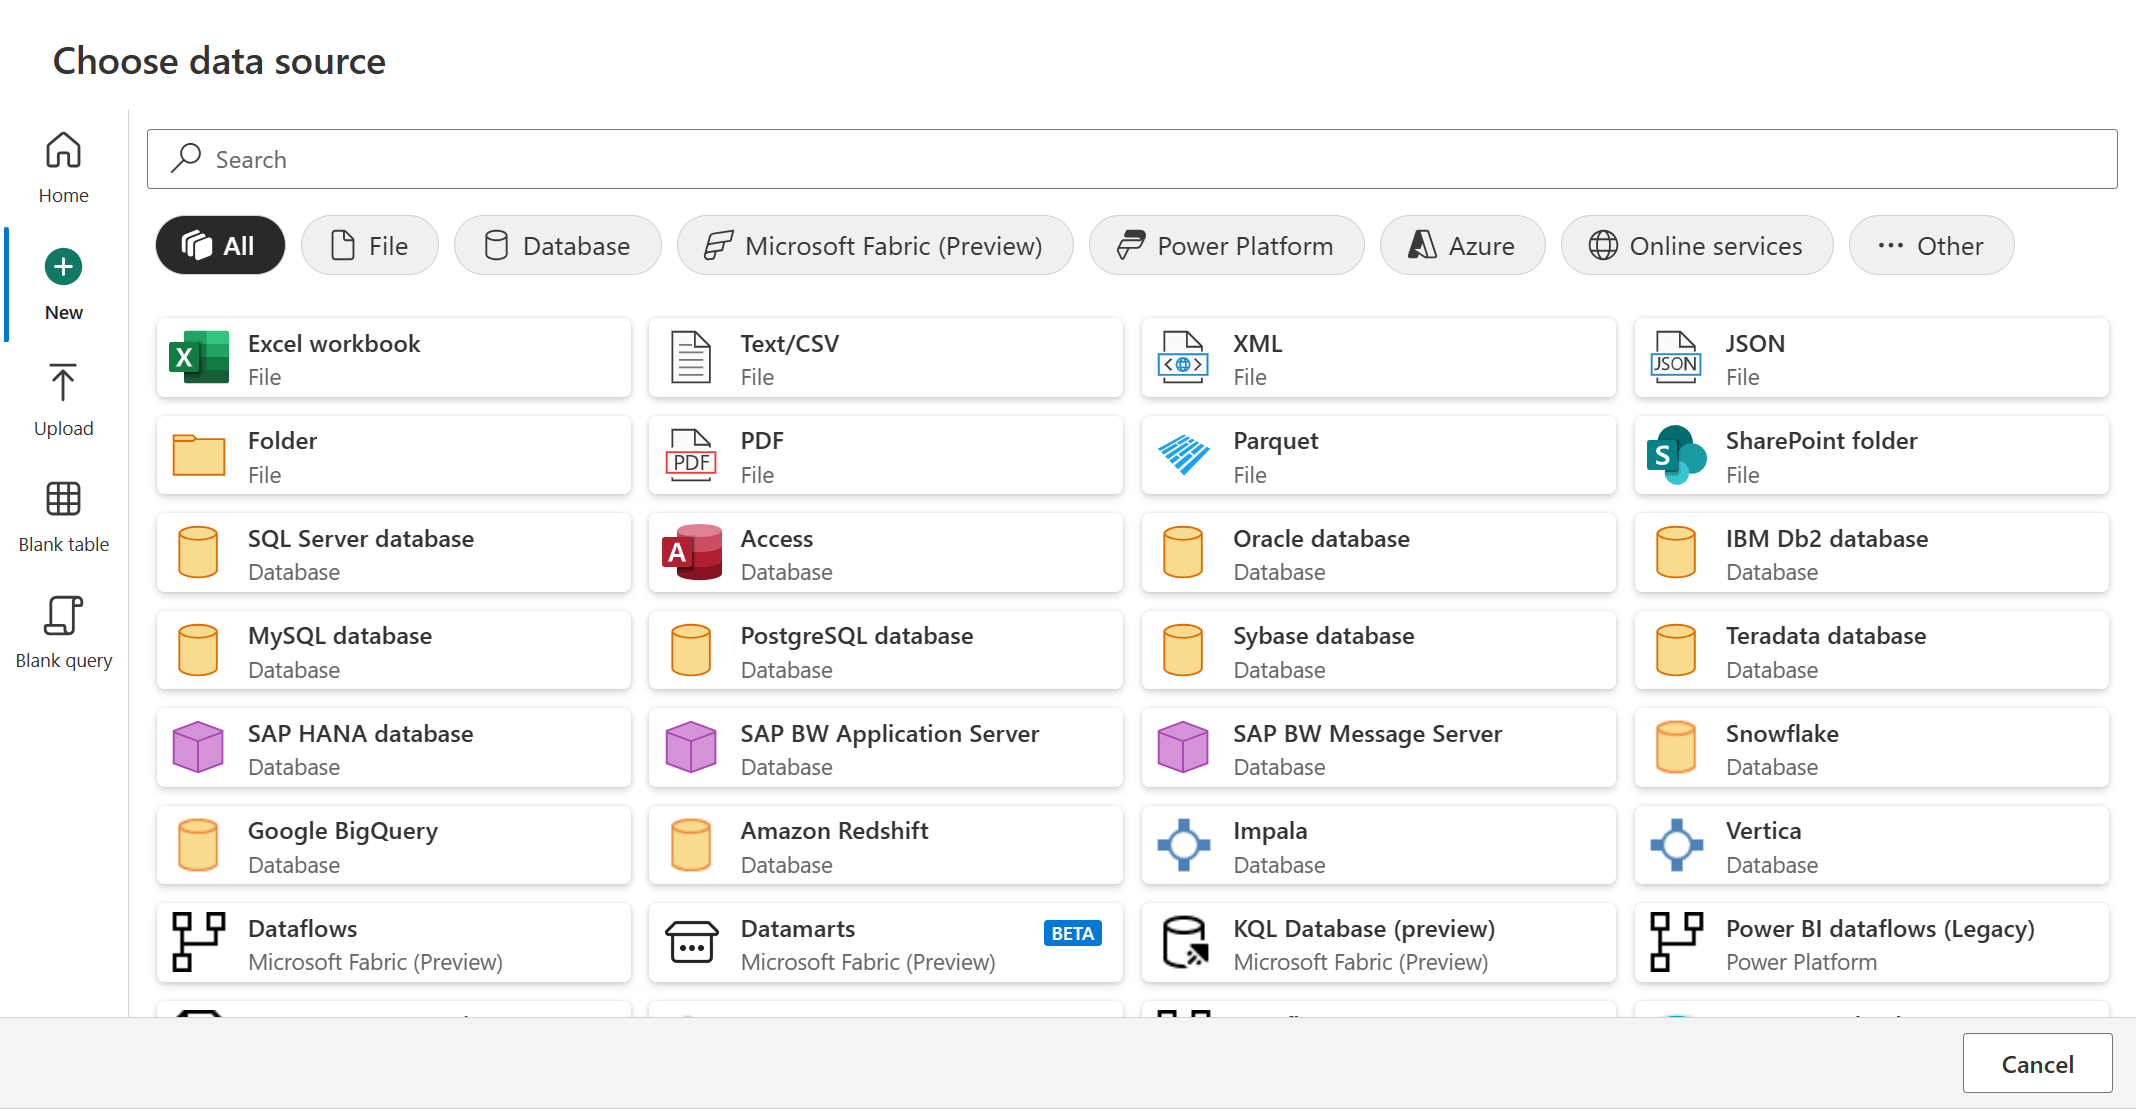 Choose data source
Home
New
Upload
Blank table
Blank query
Search
All
File
Database
Microsoft Fabric (Preview)
Power Platform
Azure
Online services
Other
Excel workbook
File
Text/CSV
File
XML
File
JSON
JSON
File
Folder
File
PDF
PDF
File
Parquet
File
S
SharePoint folder
File
SQL Server database
Database
A
Access
Database
Oracle database
Database
IBM Db2 database
Database
MySQL database
Database
PostgreSQL database
Database
Sybase database
Database
Teradata database
Database
SAP HANA database
Database
SAP BW Application Server
Database
SAP BW Message Server
Database
Snowflake
Database
Google BigQuery
Database
Amazon Redshift
Database
Impala
Database
Vertica
Database
Dataflows
Microsoft Fabric (Preview)
Datamarts
BETA
Microsoft Fabric (Preview)
KQL Database (preview)
Microsoft Fabric (Preview)
Power BI dataflows (Legacy)
Power Platform
Cancel